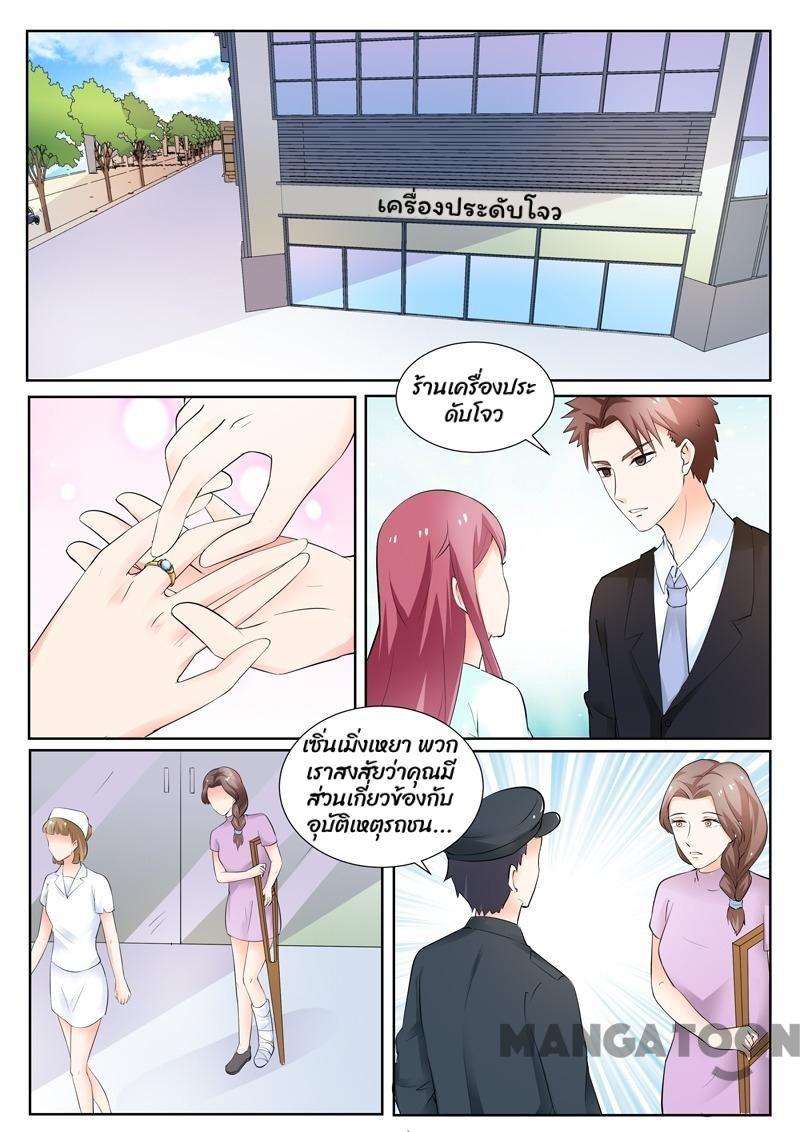 เครื่องประดับโจว
ร้านเครื่องประ
ดับโจว
เซิ่นเมิ่งเหยา พวก
เราสงสัยว่าคุณมี
ส่วนเกี่ยวข้องกับ
อุบัติเหตุรถชน...
MANGATOON